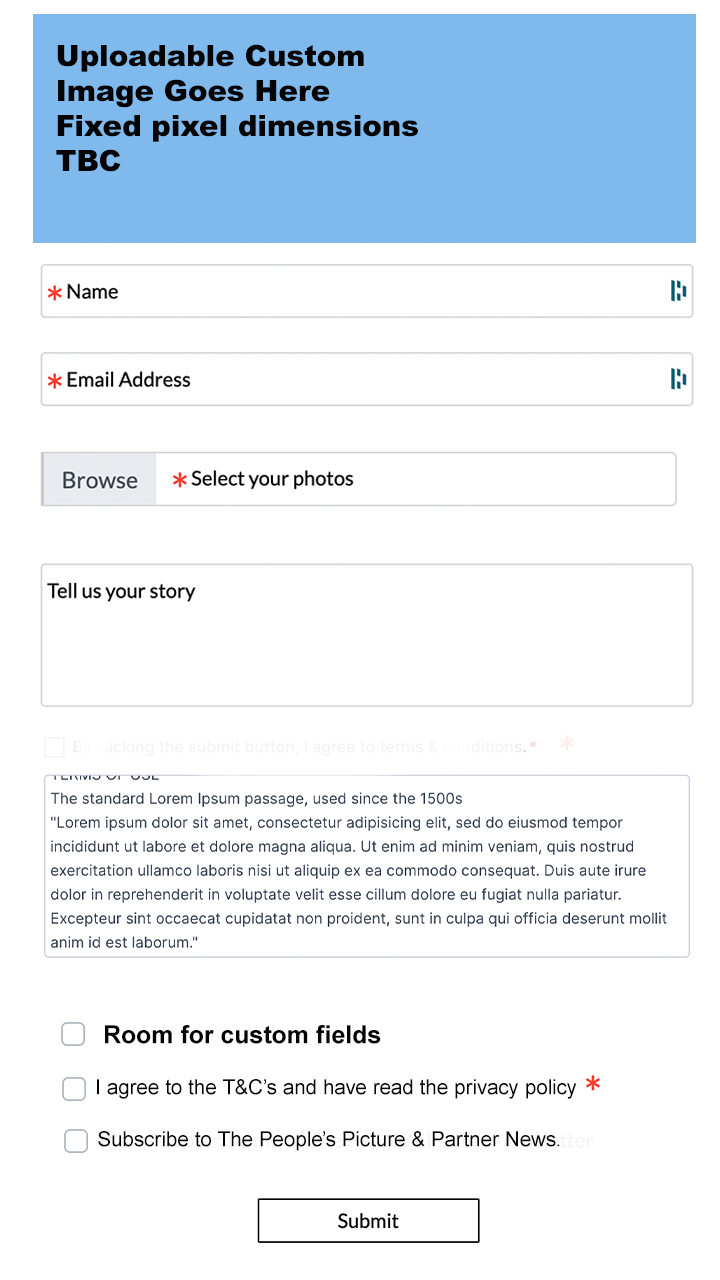 Uploadable Custom
Image Goes Here
Fixed pixel dimensions
TBC
* Name
* Email Address
Browse * Select your photos
Tell us your story
By clicking the submit button, I agree to terms & conditions.* *
TERMS OF USE
The standard Lorem Ipsum passage, used since the 1500s
"Lorem ipsum dolor sit amet, consectetur adipisicing elit, sed do eiusmod tempor
incididunt ut labore et dolore magna aliqua. Ut enim ad minim veniam, quis nostrud
exercitation ullamco laboris nisi ut aliquip ex ea commodo consequat. Duis aute irure
dolor in reprehenderit in voluptate velit esse cillum dolore eu fugiat nulla pariatur.
Excepteur sint occaecat cupidatat non proident, sunt in culpa qui officia deserunt mollit
anim id est laborum."
Room for custom fields
I agree to the T&C's and have read the privacy policy *
Subscribe to The People's Picture & Partner News.
Submit